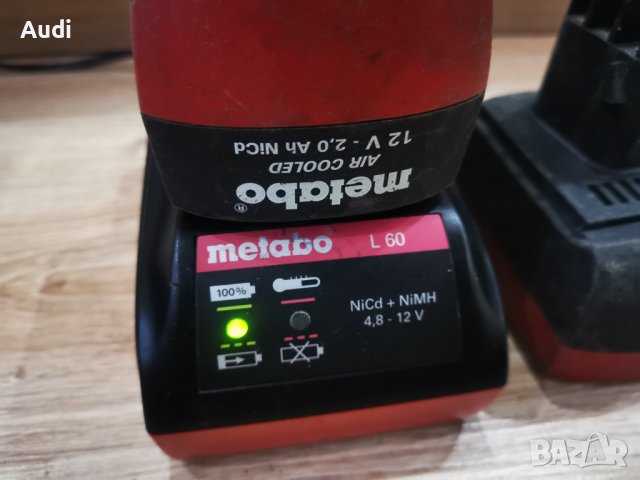 Audi
12 V - 2,0 Ah NiCd
AIR COOLED
metabo®
metabo L 60
100%
NiCd + NiMH
4,8 - 12 V
BAZAR